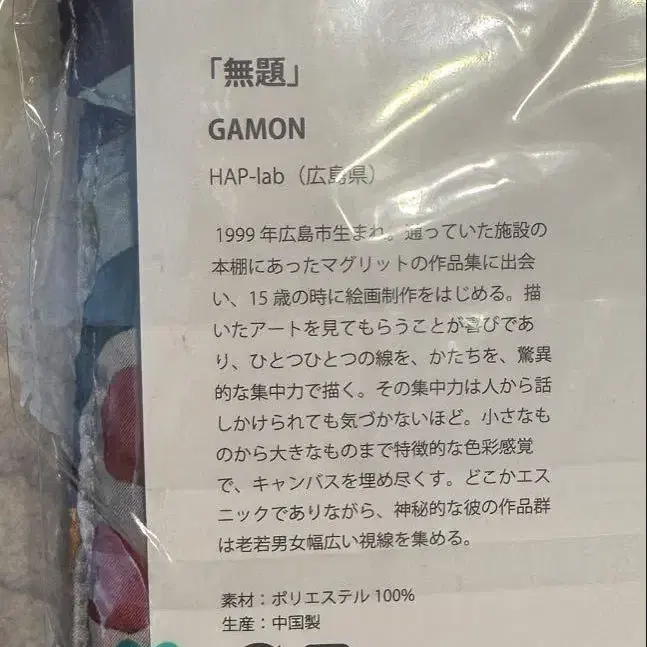 「無題」
GAMON
HAP-lab（広島県）
1999 年広島市生まれ。通っていた施設の
本棚にあったマグリットの作品集に出会
い、15 歳の時に絵画制作をはじめる。描
いたアートを見てもらうことが喜びであ
り、ひとつひとつの線を、かたちを、驚異
的な集中力で描く。その集中力は人から話
しかけられても気づかないほど。小さなも
のから大きなものまで特徴的な色彩感覚
で、キャンバスを埋め尽くす。どこかエス
ニックでありながら、神秘的な彼の作品群
は老若男女幅広い視線を集める。
素材：ポリエステル 100%
生産：中国製